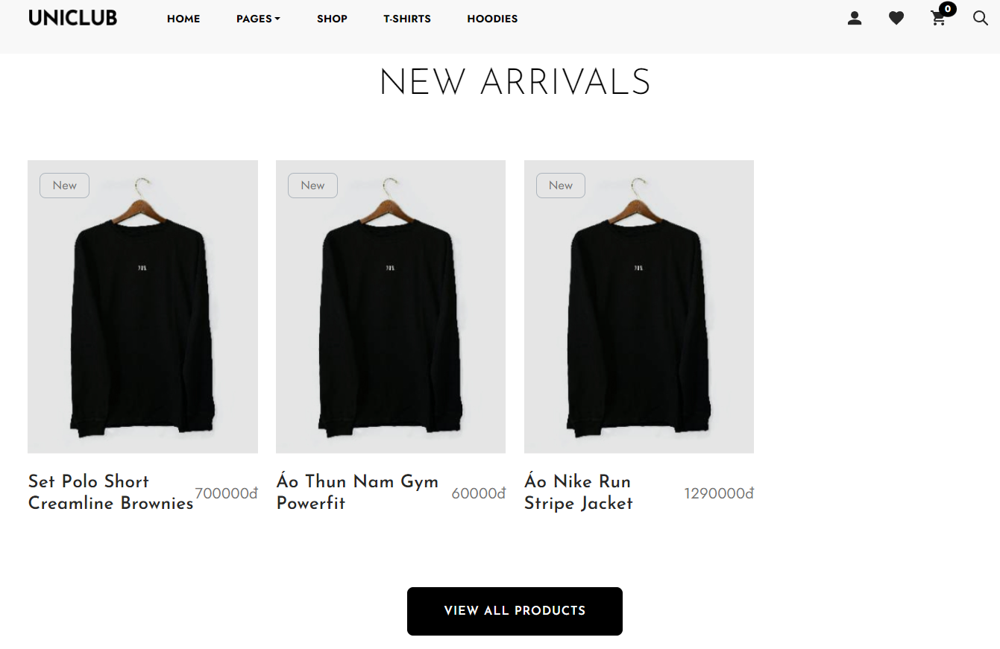 UNICLUB
HOME
PAGES
SHOP
T-SHIRTS
HOODIES
0
NEW ARRIVALS
New
New
New
Set Polo Short
Creamline Brownies
700000đ
Áo Thun Nam Gym
Powerfit
60000đ
Áo Nike Run
Stripe Jacket
1290000đ
VIEW ALL PRODUCTS